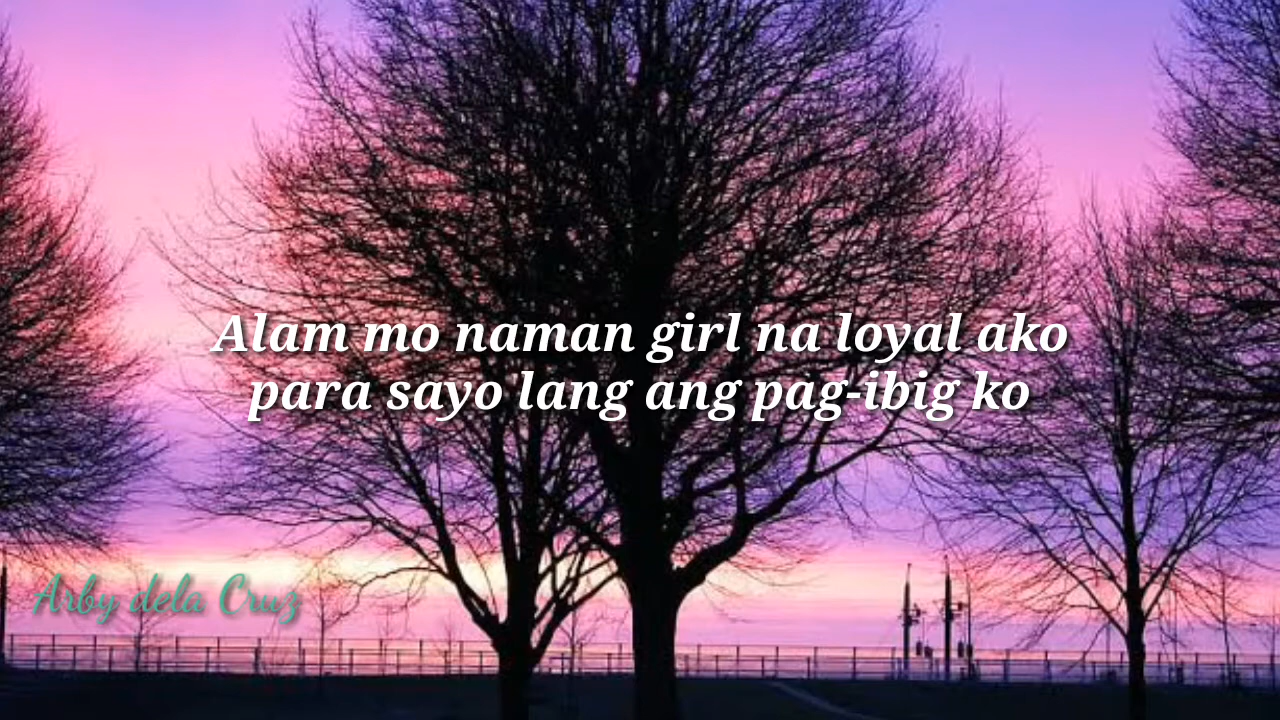 Alam mo naman girl na loyal ako
para sayo lang ang pag-ibig ko
Arby dela Cruz